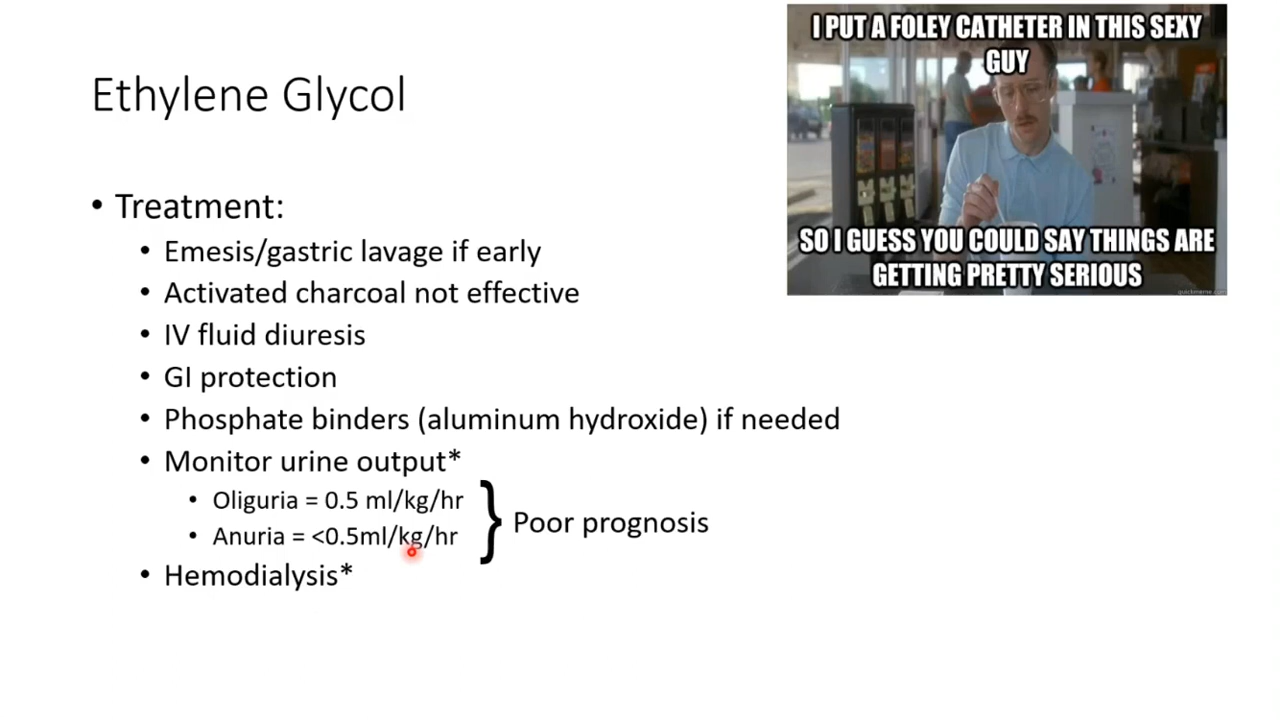 Ethylene Glycol
I PUT A FOLEY CATHETER IN THIS SEXY
GUY
SO I GUESS YOU COULD SAY THINGS ARE
GETTING PRETTY SERIOUS
quickmeme.com
• Treatment:
• Emesis/gastric lavage if early
• Activated charcoal not effective
• IV fluid diuresis
• GI protection
• Phosphate binders (aluminum hydroxide) if needed
• Monitor urine output*
• Oliguria = 0.5 ml/kg/hr
• Anuria = <0.5ml/kg/hr
} Poor prognosis
• Hemodialysis*